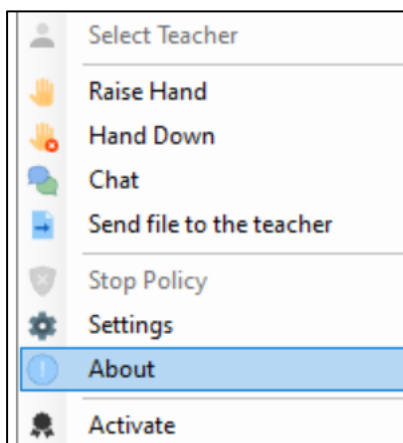 Select Teacher
Raise Hand
Hand Down
Chat
Send file to the teacher
Stop Policy
Settings
About
Activate